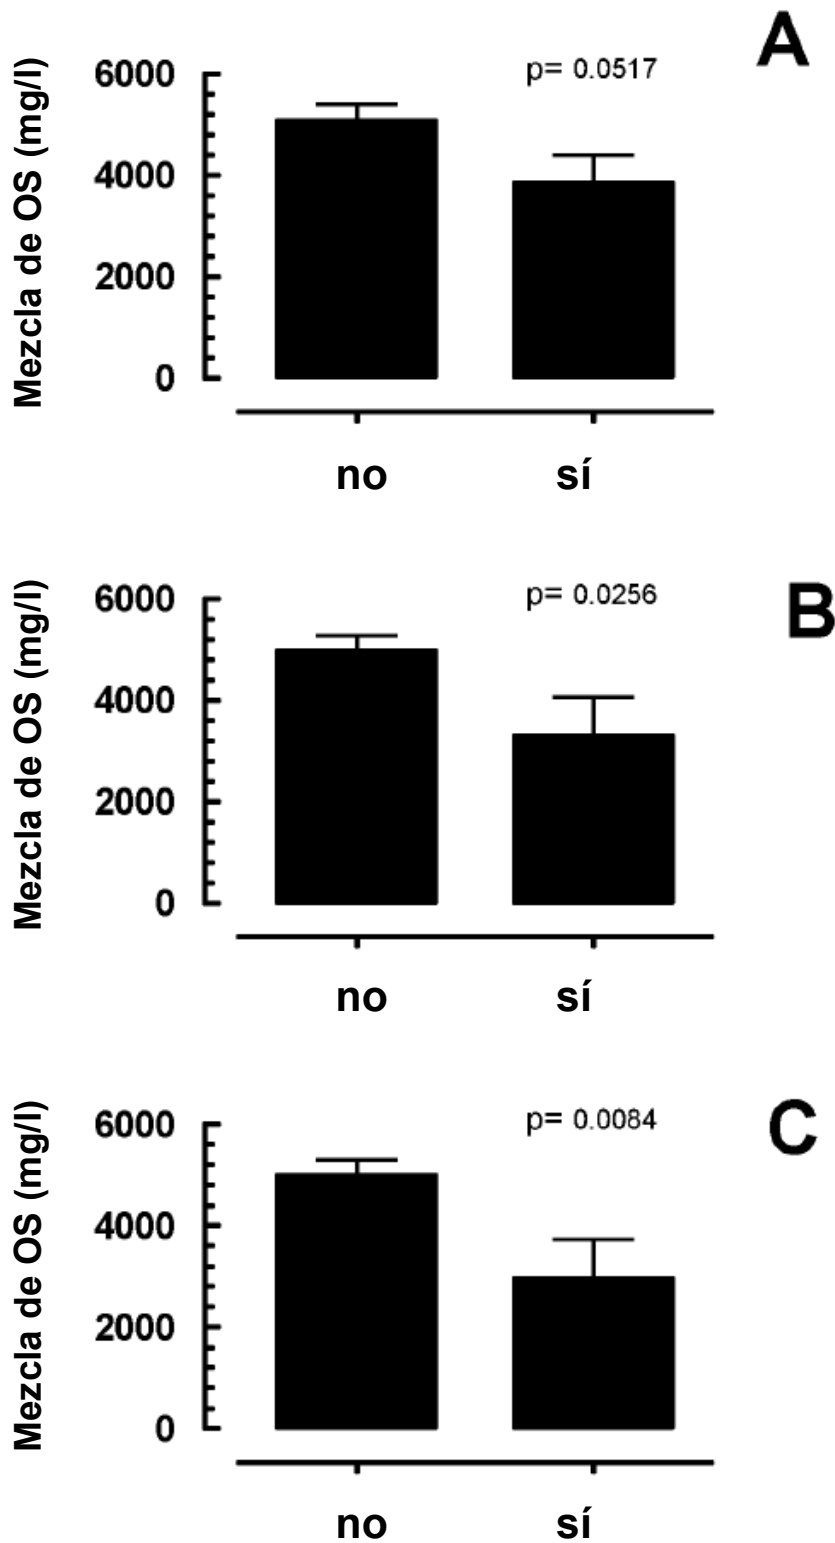 A
p= 0.0517
Mezcla de OS (mg/l)
6000
4000
2000
0
no sí
B
p= 0.0256
Mezcla de OS (mg/l)
6000
4000
2000
0
no sí
C
p= 0.0084
Mezcla de OS (mg/l)
6000
4000
2000
0
no sí